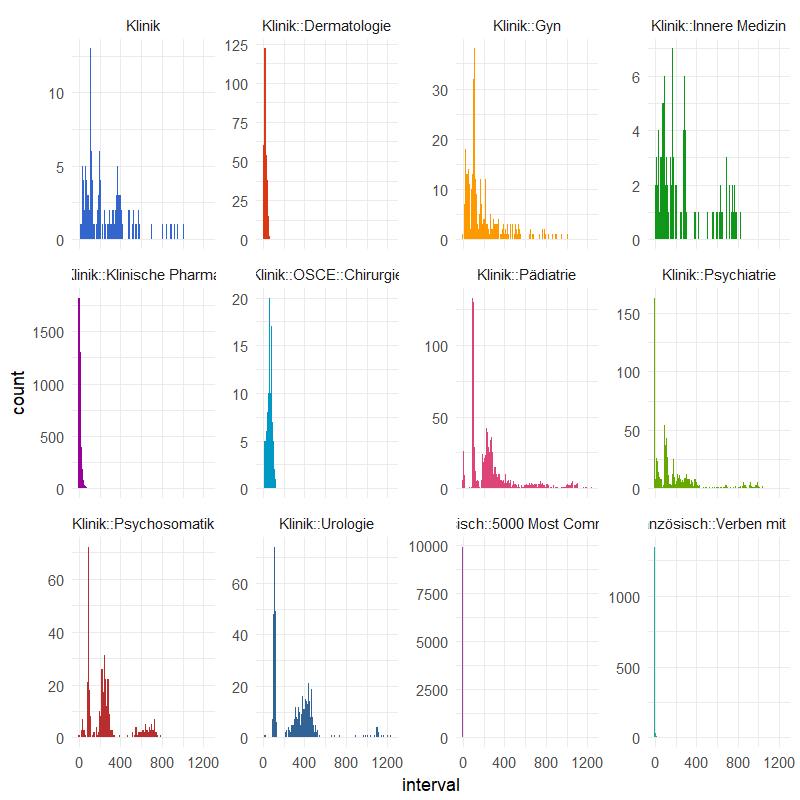 Klinik
Klinik::Dermatologie
Klinik::Gyn
Klinik::Innere Medizin
10
5
0
125
100
75
50
25
0
30
20
10
0
6
4
2
0
linik::Klinische Pharma
Klinik::OSCE::Chirurgie
Klinik::Pädiatrie
Klinik::Psychiatrie
1500
1000
500
0
20
15
10
5
0
100
50
0
150
100
50
0
count
Klinik::Psychosomatik
Klinik::Urologie
isch::5000 Most Comm
nzösisch::Verben mit
60
40
20
0
60
40
20
0
10000
7500
5000
2500
0
1000
500
0
0 400 800 1200
0 400 800 1200
0 400 800 1200
0 400 800 1200
interval